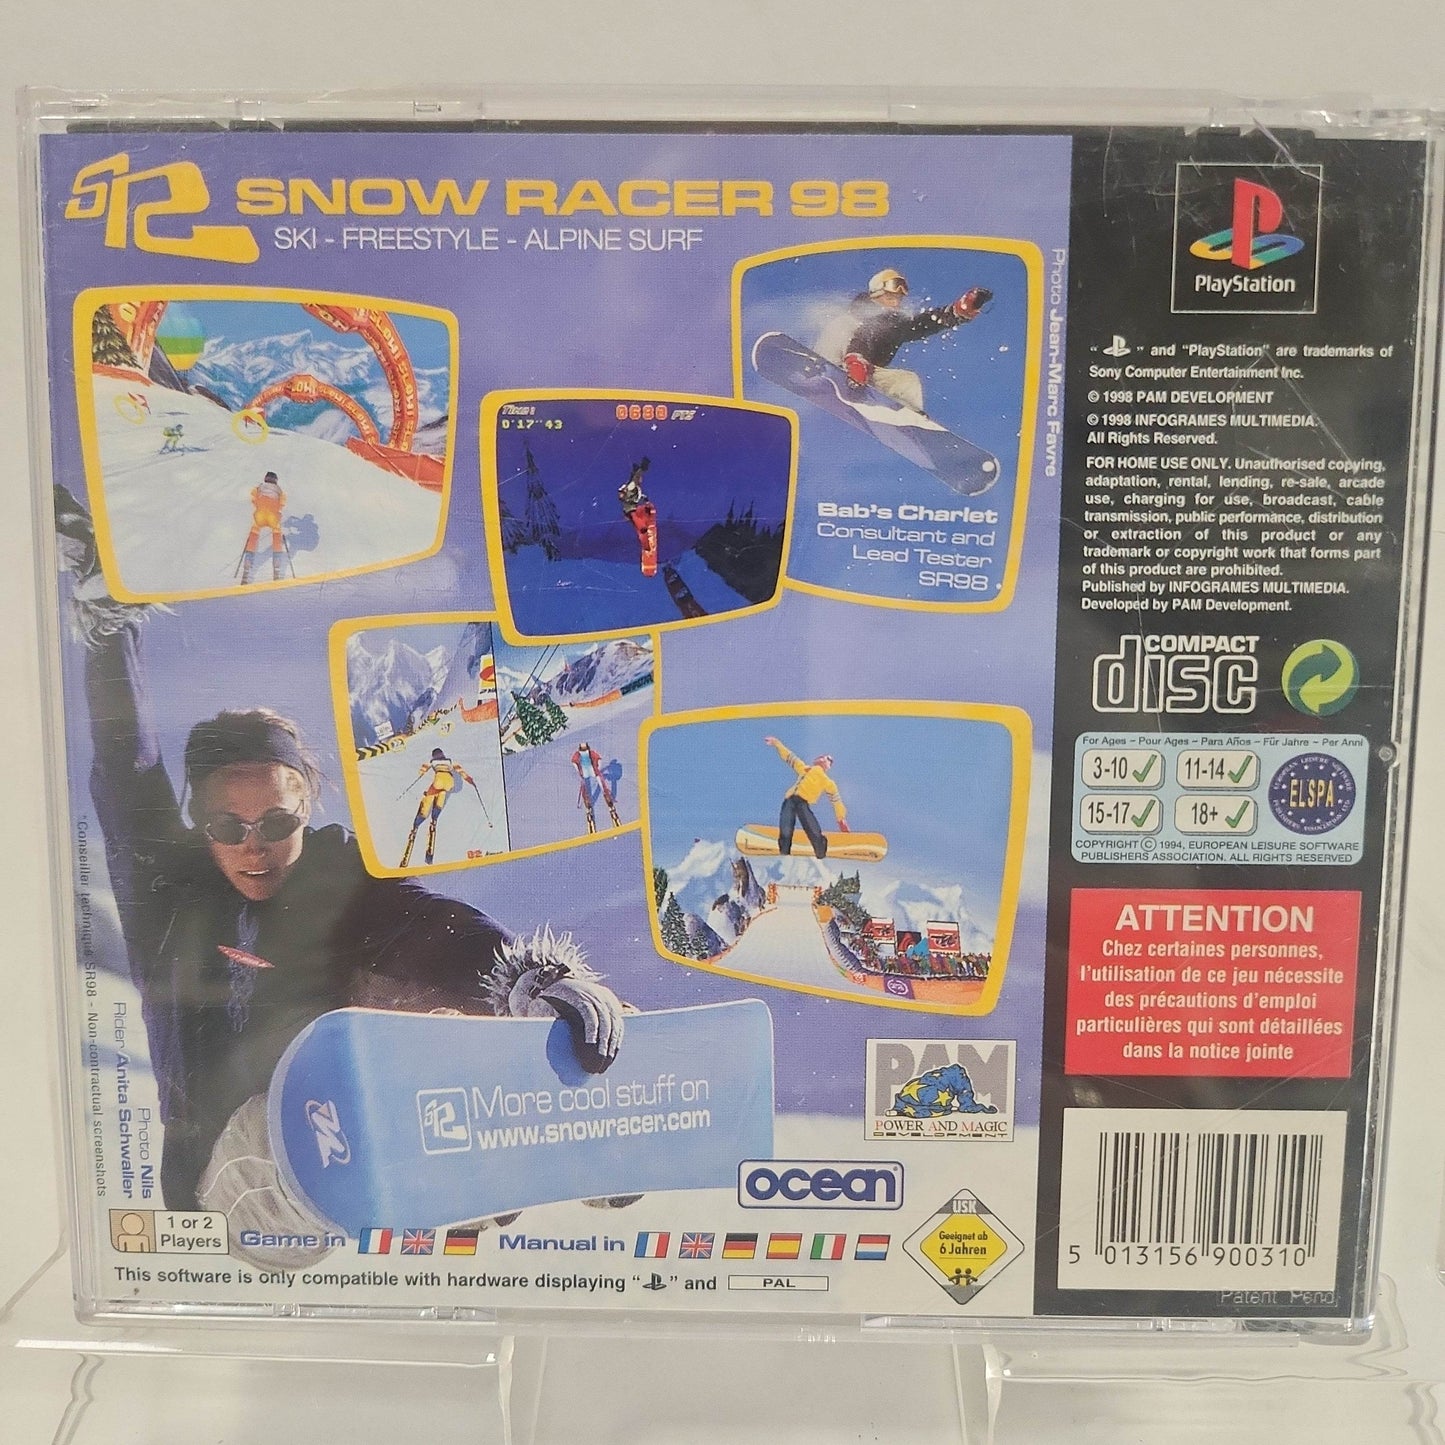 SR SNOW RACER 98
SKI - FREESTYLE - ALPINE SURF
Photo Jean-Marc Favre
Time:
0'17"43
0680 PTS
Bab's Charlet
Consultant and
Lead Tester
SR98
02
*Conseiller technique SR98 - Non-contractual screenshots
Rider Anita Schwaller
Photo Nils
SR More cool stuff on
www.snowracer.com
PAM
POWER AND MAGIC
DEVELOPMENT
ocean
1 or 2
Players
Game in
Manual in
USK
Geeignet ab
6 Jahren
This software is only compatible with hardware displaying " " and PAL
PlayStation
" " and "PlayStation" are trademarks of
Sony Computer Entertainment Inc.
© 1998 PAM DEVELOPMENT
© 1998 INFOGRAMES MULTIMEDIA.
All Rights Reserved.
FOR HOME USE ONLY. Unauthorised copying,
adaptation, rental, lending, re-sale, arcade
use, charging for use, broadcast, cable
transmission, public performance, distribution
or extraction of this product or any
trademark or copyright work that forms part
of this product are prohibited.
Published by INFOGRAMES MULTIMEDIA.
Developed by PAM Development.
COMPACT
disc
For Ages ~ Pour Ages ~ Para Años ~ Für Jahre ~ Per Anni
3-10 11-14
15-17 18+
ELSPA
COPYRIGHT © 1994, EUROPEAN LEISURE SOFTWARE
PUBLISHERS ASSOCIATION. ALL RIGHTS RESERVED
ATTENTION
Chez certaines personnes,
l'utilisation de ce jeu nécessite
des précautions d'emploi
particulières qui sont détaillées
dans la notice jointe
5 013156 900310
Patent Pend.